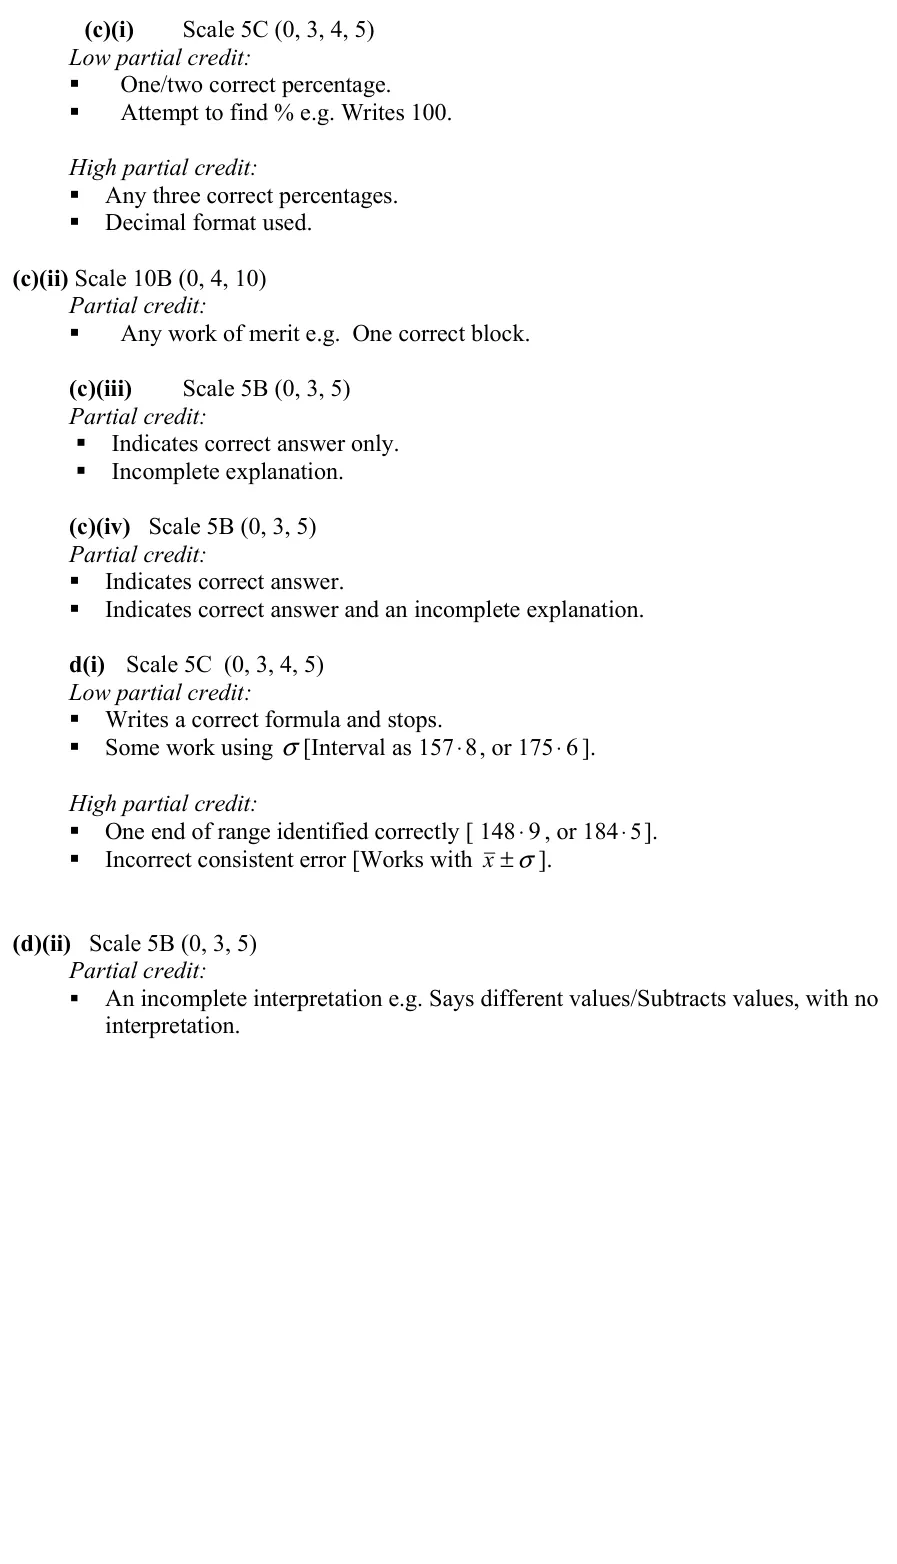 (c)(i) Scale 5C (0, 3, 4, 5)
Low partial credit:
▪ One/two correct percentage.
▪ Attempt to find % e.g. Writes 100.
High partial credit:
▪ Any three correct percentages.
▪ Decimal format used.
(c)(ii) Scale 10B (0, 4, 10)
Partial credit:
▪ Any work of merit e.g. One correct block.
(c)(iii) Scale 5B (0, 3, 5)
Partial credit:
▪ Indicates correct answer only.
▪ Incomplete explanation.
(c)(iv) Scale 5B (0, 3, 5)
Partial credit:
▪ Indicates correct answer.
▪ Indicates correct answer and an incomplete explanation.
d(i) Scale 5C (0, 3, 4, 5)
Low partial credit:
▪ Writes a correct formula and stops.
▪ Some work using σ [Interval as 157·8, or 175·6].
High partial credit:
▪ One end of range identified correctly [ 148·9, or 184·5].
▪ Incorrect consistent error [Works with x̅ ± σ ].
(d)(ii) Scale 5B (0, 3, 5)
Partial credit:
▪ An incomplete interpretation e.g. Says different values/Subtracts values, with no
interpretation.